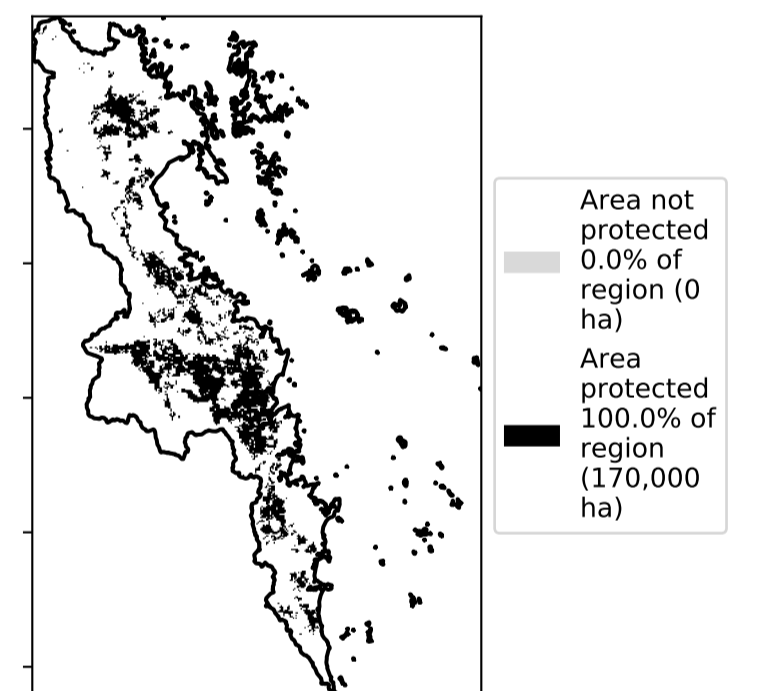 Area not
protected
0.0% of
region (0
ha)
Area
protected
100.0% of
region
(170,000
ha)